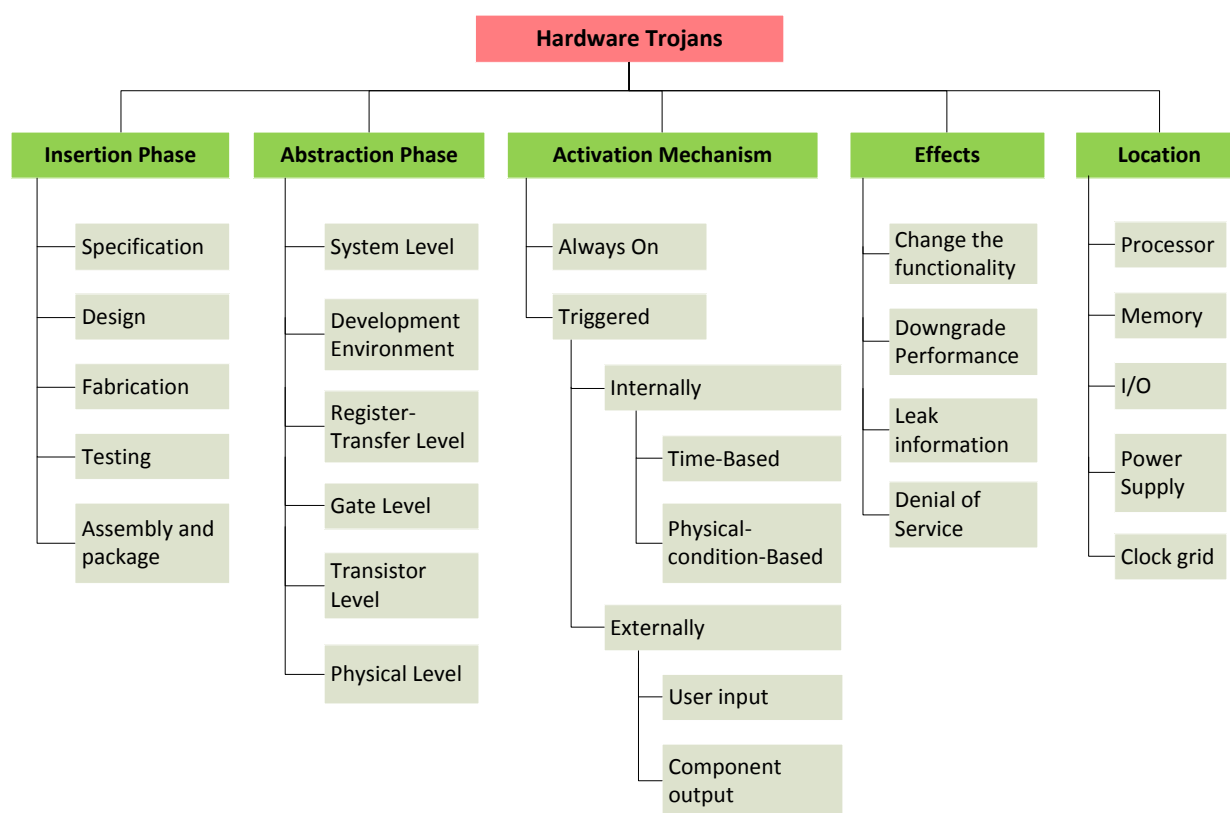 Hardware Trojans
Insertion Phase
Specification
Design
Fabrication
Testing
Assembly and
package
Abstraction Phase
System Level
Development
Environment
Register-
Transfer Level
Gate Level
Transistor
Level
Physical Level
Activation Mechanism
Always On
Triggered
Internally
Time-Based
Physical-
condition-Based
Externally
User input
Component
output
Effects
Change the
functionality
Downgrade
Performance
Leak
information
Denial of
Service
Location
Processor
Memory
I/O
Power
Supply
Clock grid